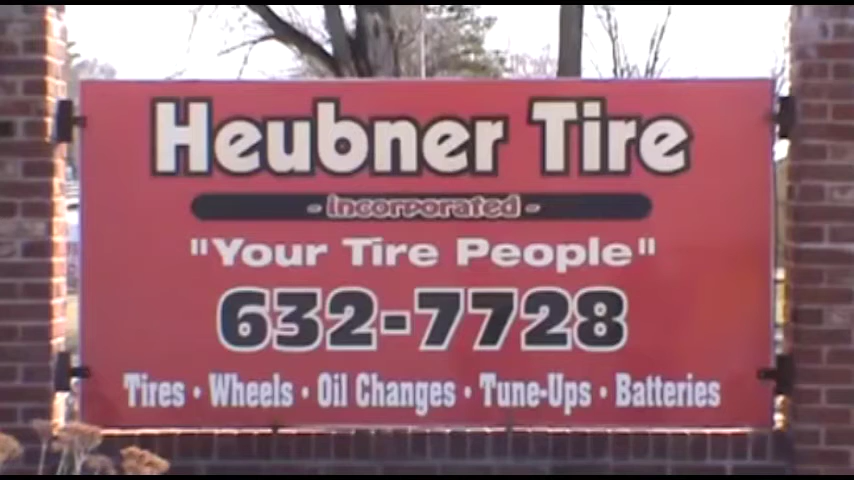 Heubner Tire
- Incorporated -
"Your Tire People"
632-7728
Tires • Wheels • Oil Changes • Tune-Ups • Batteries